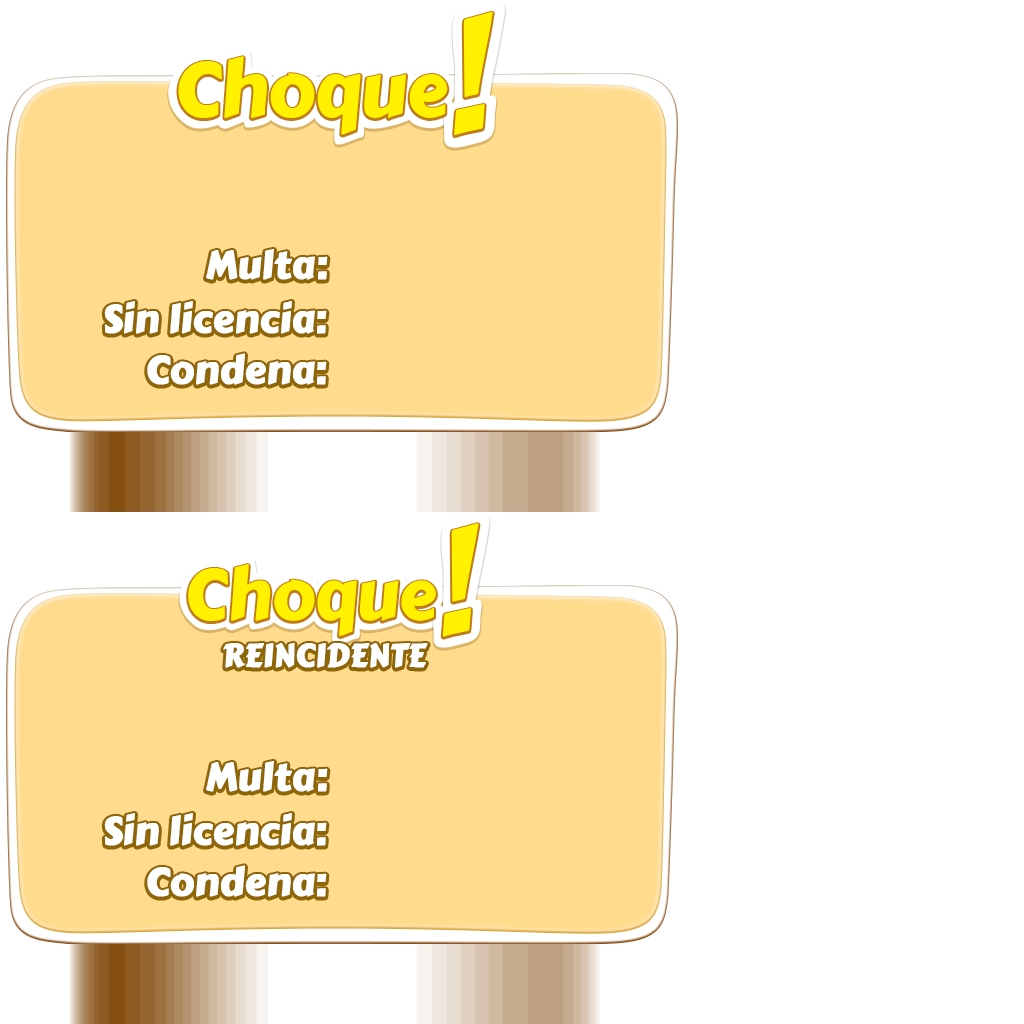 Choque!
Multa:
Sin licencia:
Condena:
Choque!
REINCIDENTE
Multa:
Sin licencia:
Condena: